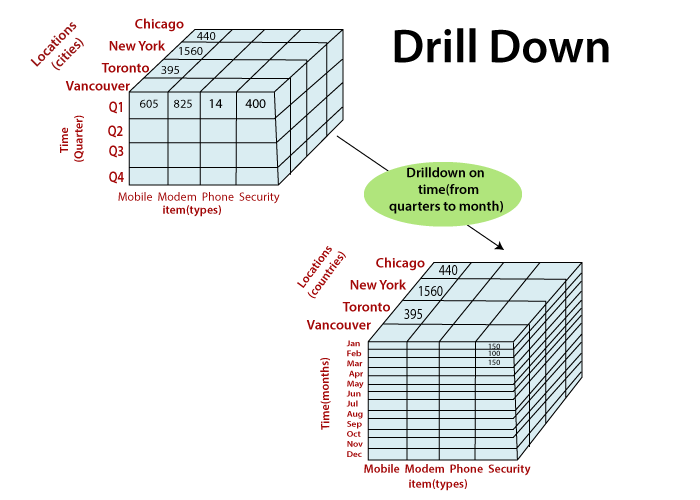 Drill Down
Locations
(cities)
Chicago
New York
Toronto
Vancouver
440
1560
395
Time
(Quarter)
Q1 605 825 14 400
Q2
Q3
Q4
Mobile Modem Phone Security
item(types)
Drilldown on
time(from
quarters to month)
Locations
(countries)
Chicago
New York
Toronto
Vancouver
440
1560
395
Time(months)
Jan 150
Feb 100
Mar 150
Apr
May
Jun
Jul
Aug
Sep
Oct
Nov
Dec
Mobile Modem Phone Security
item(types)